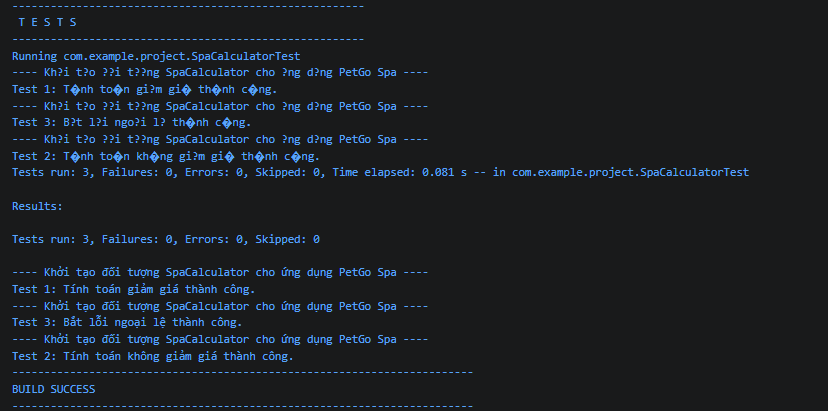 -------------------------------------------------------
T E S T S
-------------------------------------------------------
Running com.example.project.SpaCalculatorTest
---- Kh?i t?o ??i t??ng SpaCalculator cho ?ng d?ng PetGo Spa ----
Test 1: T�nh to�n gi?m gi� th�nh c�ng.
---- Kh?i t?o ??i t??ng SpaCalculator cho ?ng d?ng PetGo Spa ----
Test 3: B?t l?i ngo?i l? th�nh c�ng.
---- Kh?i t?o ??i t??ng SpaCalculator cho ?ng d?ng PetGo Spa ----
Test 2: T�nh to�n kh�ng gi?m gi� th�nh c�ng.
Tests run: 3, Failures: 0, Errors: 0, Skipped: 0, Time elapsed: 0.081 s -- in com.example.project.SpaCalculatorTest
Results:
Tests run: 3, Failures: 0, Errors: 0, Skipped: 0
---- Khởi tạo đối tượng SpaCalculator cho ứng dụng PetGo Spa ----
Test 1: Tính toán giảm giá thành công.
---- Khởi tạo đối tượng SpaCalculator cho ứng dụng PetGo Spa ----
Test 3: Bắt lỗi ngoại lệ thành công.
---- Khởi tạo đối tượng SpaCalculator cho ứng dụng PetGo Spa ----
Test 2: Tính toán không giảm giá thành công.
------------------------------------------------------------------------
BUILD SUCCESS
------------------------------------------------------------------------